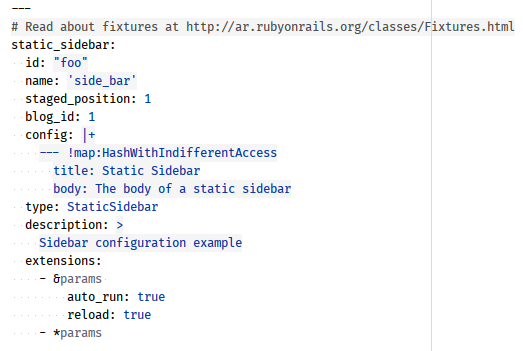 ---
# Read about fixtures at http://ar.rubyonrails.org/classes/Fixtures.html
static_sidebar:
  id: "foo"
  name: 'side_bar'
  staged_position: 1
  blog_id: 1
  config: |+
    --- !map:HashWithIndifferentAccess
      title: Static Sidebar
      body: The body of a static sidebar
  type: StaticSidebar
  description: >
    Sidebar configuration example
  extensions:
    - &params
        auto_run: true
        reload: true
    - *params